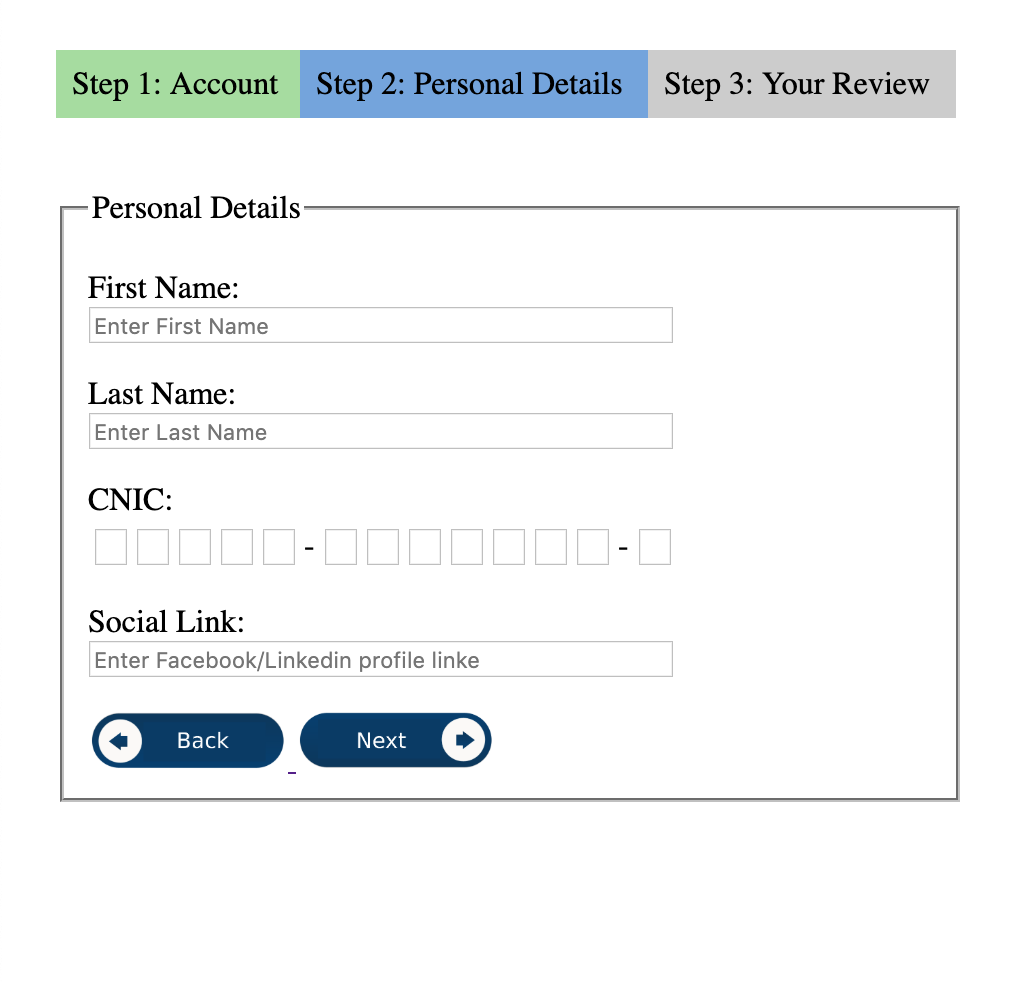 Step 1: Account Step 2: Personal Details Step 3: Your Review
Personal Details
First Name:
Enter First Name
Last Name:
Enter Last Name
CNIC:
- -
Social Link:
Enter Facebook/Linkedin profile linke
Back Next